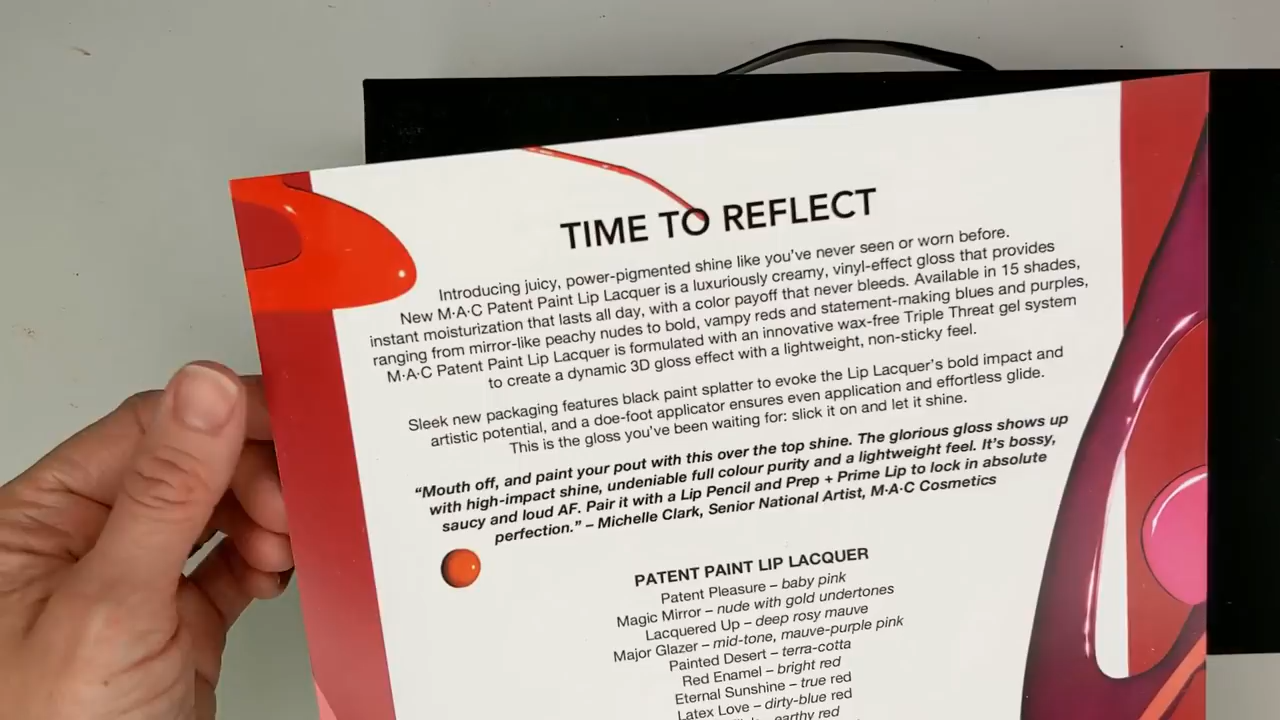 TIME TO REFLECT
Introducing juicy, power-pigmented shine like you've never seen or worn before.
New M·A·C Patent Paint Lip Lacquer is a luxuriously creamy, vinyl-effect gloss that provides
instant moisturization that lasts all day, with a color payoff that never bleeds. Available in 15 shades,
ranging from mirror-like peachy nudes to bold, vampy reds and statement-making blues and purples,
M·A·C Patent Paint Lip Lacquer is formulated with an innovative wax-free Triple Threat gel system
to create a dynamic 3D gloss effect with a lightweight, non-sticky feel.
Sleek new packaging features black paint splatter to evoke the Lip Lacquer's bold impact and
artistic potential, and a doe-foot applicator ensures even application and effortless glide.
This is the gloss you've been waiting for: slick it on and let it shine.
“Mouth off, and paint your pout with this over the top shine. The glorious gloss shows up
with high-impact shine, undeniable full colour purity and a lightweight feel. It's bossy,
saucy and loud AF. Pair it with a Lip Pencil and Prep + Prime Lip to lock in absolute
perfection.” – Michelle Clark, Senior National Artist, M·A·C Cosmetics
PATENT PAINT LIP LACQUER
Patent Pleasure – baby pink
Magic Mirror – nude with gold undertones
Lacquered Up – deep rosy mauve
Major Glazer – mid-tone, mauve-purple pink
Painted Desert – terra-cotta
Red Enamel – bright red
Eternal Sunshine – true red
Latex Love – dirty-blue red
earthy red